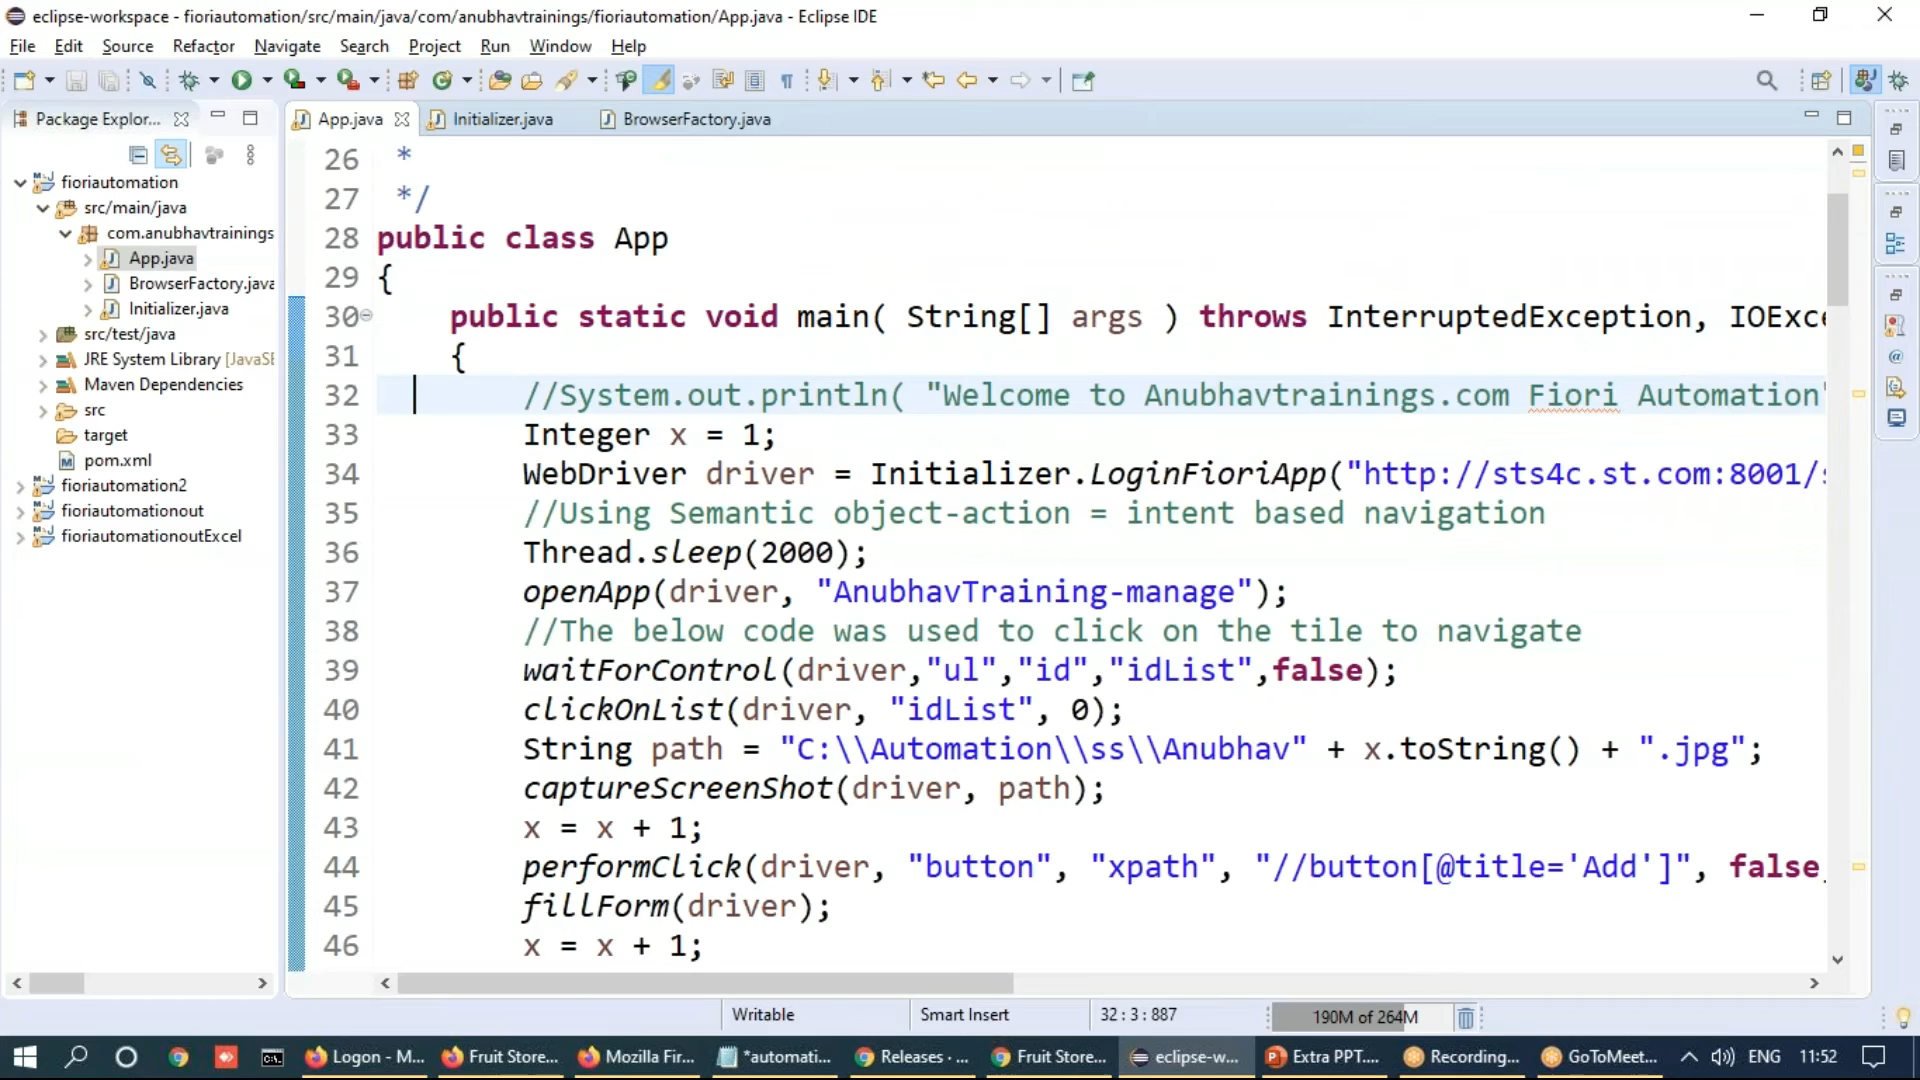 eclipse-workspace - fioriautomation/src/main/java/com/anubhavtrainings/fioriautomation/App.java - Eclipse IDE
File Edit Source Refactor Navigate Search Project Run Window Help
Package Explor...
App.java
Initializer.java
BrowserFactory.java
fioriautomation
src/main/java
com.anubhavtrainings
App.java
BrowserFactory.java
Initializer.java
src/test/java
JRE System Library [JavaSE
Maven Dependencies
src
target
pom.xml
fioriautomation2
fioriautomationout
fioriautomationoutExcel
26 *
27 */
28 public class App
29 {
30 public static void main( String[] args ) throws InterruptedException, IOExce
31 {
32 //System.out.println( "Welcome to Anubhavtrainings.com Fiori Automation"
33 Integer x = 1;
34 WebDriver driver = Initializer.LoginFioriApp("http://sts4c.st.com:8001/s
35 //Using Semantic object-action = intent based navigation
36 Thread.sleep(2000);
37 openApp(driver, "AnubhavTraining-manage");
38 //The below code was used to click on the tile to navigate
39 waitForControl(driver,"ul","id","idList",false);
40 clickOnList(driver, "idList", 0);
41 String path = "C:\\Automation\\ss\\Anubhav" + x.toString() + ".jpg";
42 captureScreenShot(driver, path);
43 x = x + 1;
44 performClick(driver, "button", "xpath", "//button[@title='Add']", false,
45 fillForm(driver);
46 x = x + 1;
Writable Smart Insert 32 : 3 : 887 190M of 264M
Logon - M... Fruit Store... Mozilla Fir... *automati... Releases · ... Fruit Store... eclipse-w... Extra PPT.... Recording... GoToMeet... ENG 11:52